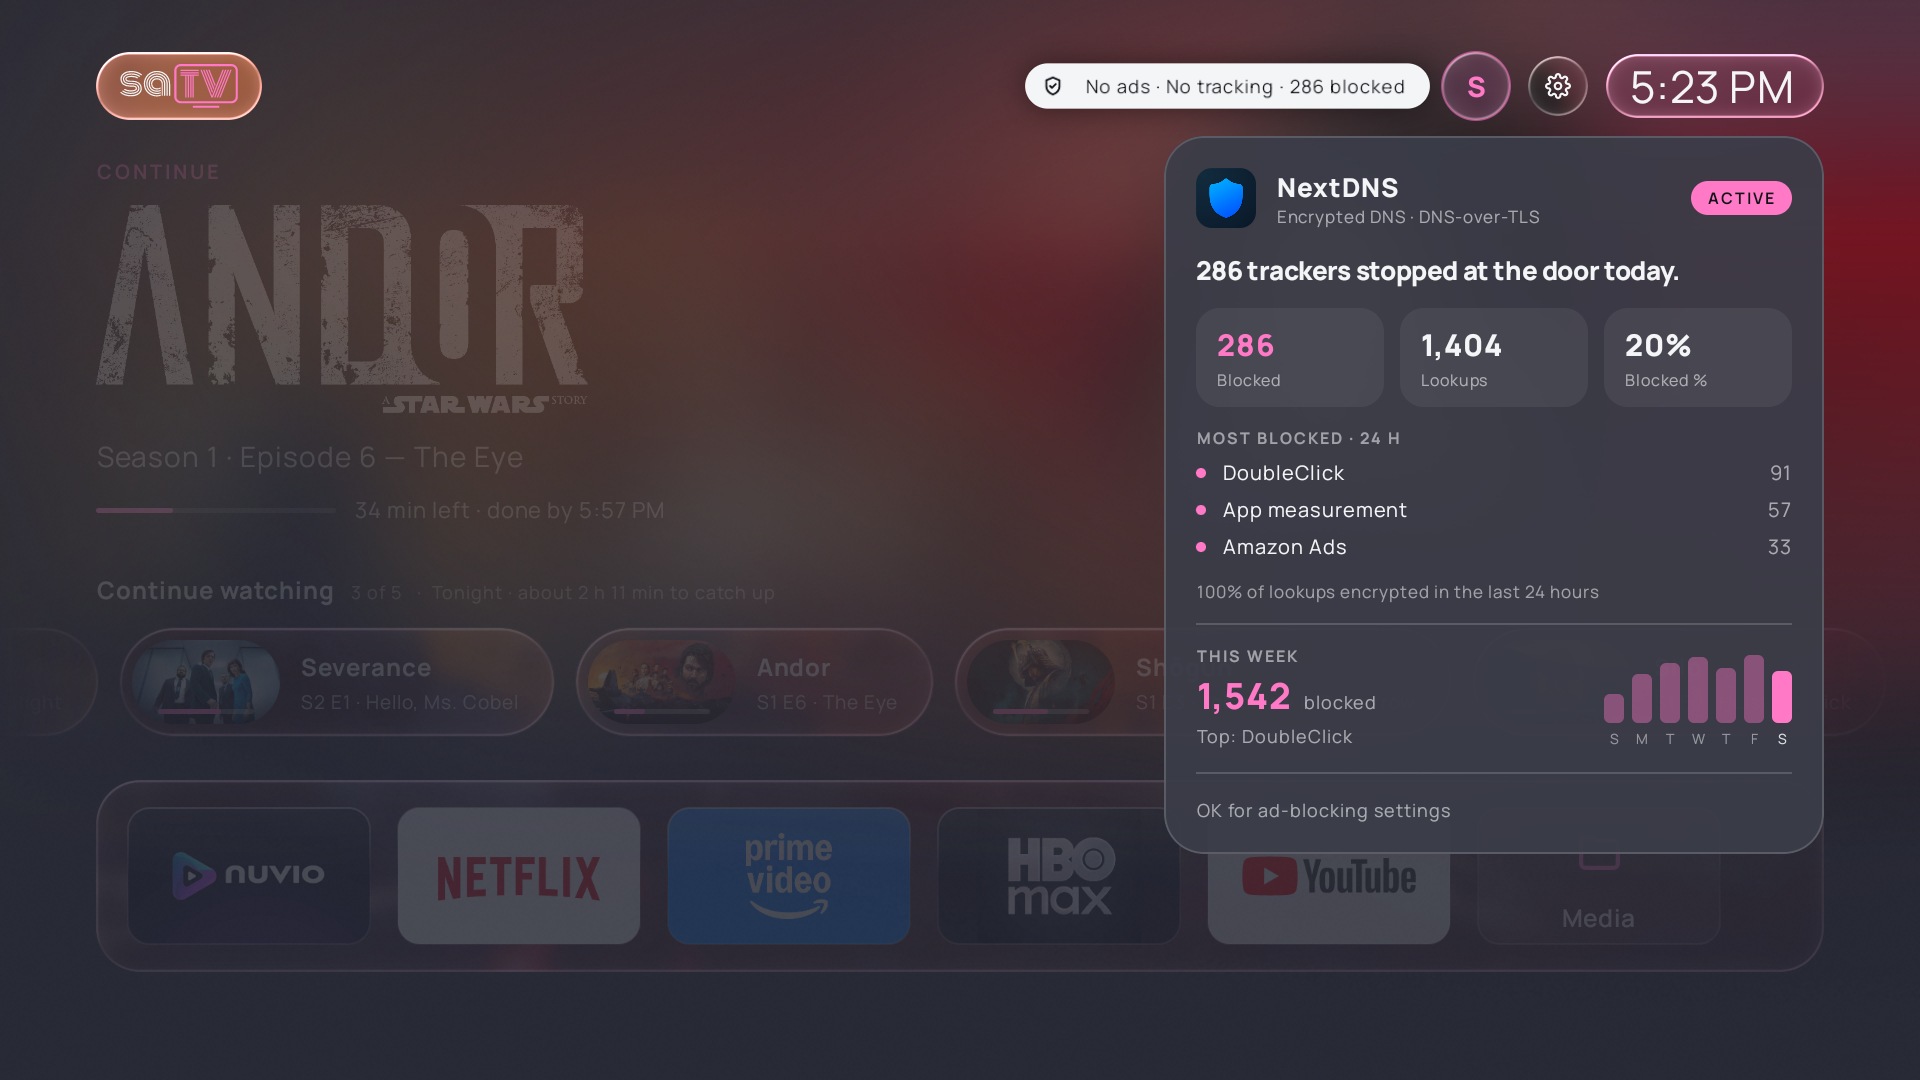 saTV
No ads · No tracking · 286 blocked
S
5:23 PM
CONTINUE
ANDOR
A STAR WARS STORY
Season 1 · Episode 6 — The Eye
34 min left · done by 5:57 PM
Continue watching 3 of 5 · Tonight · about 2 h 11 min to catch up
Severance
S2 E1 · Hello, Ms. Cobel
Andor
S1 E6 · The Eye
S1
nuvio
NETFLIX
prime
video
HBO
max
YouTube
Media
NextDNS
Encrypted DNS · DNS-over-TLS
ACTIVE
286 trackers stopped at the door today.
286
Blocked
1,404
Lookups
20%
Blocked %
MOST BLOCKED · 24 H
DoubleClick 91
App measurement 57
Amazon Ads 33
100% of lookups encrypted in the last 24 hours
THIS WEEK
1,542 blocked
Top: DoubleClick
S M T W T F S
OK for ad-blocking settings